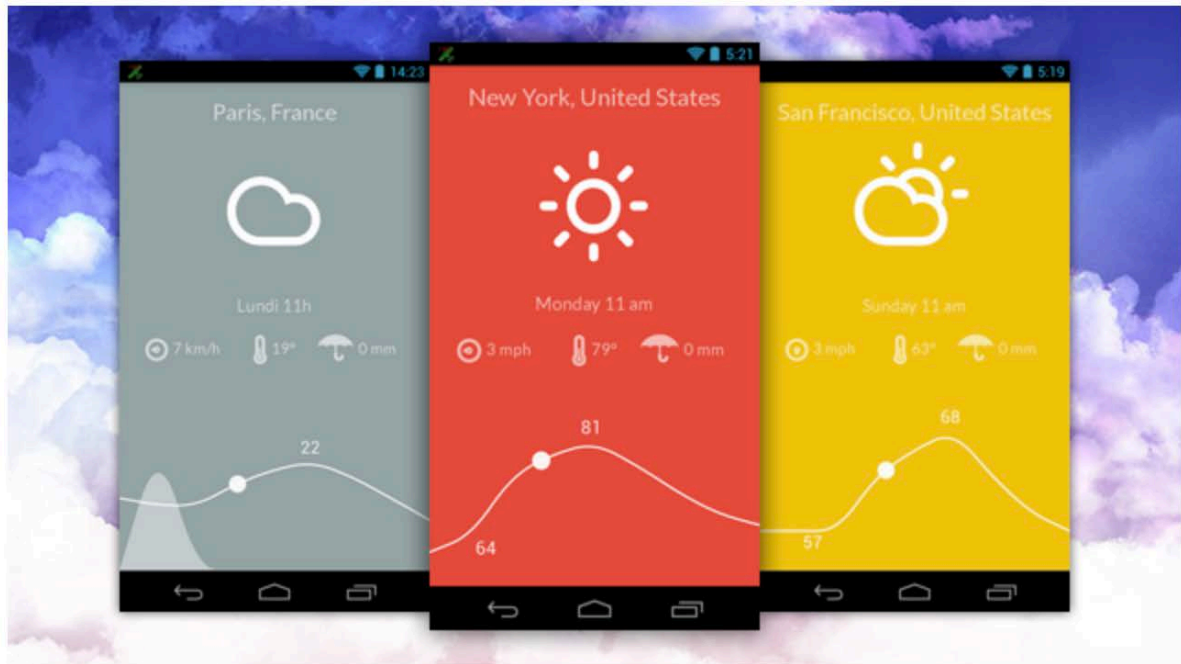 14:23
Paris, France
Lundi 11h
7 km/h 19° 0 mm
22
5:21
New York, United States
Monday 11 am
3 mph 79° 0 mm
81
64
5:19
San Francisco, United States
Sunday 11 am
3 mph 63° 0 mm
68
57